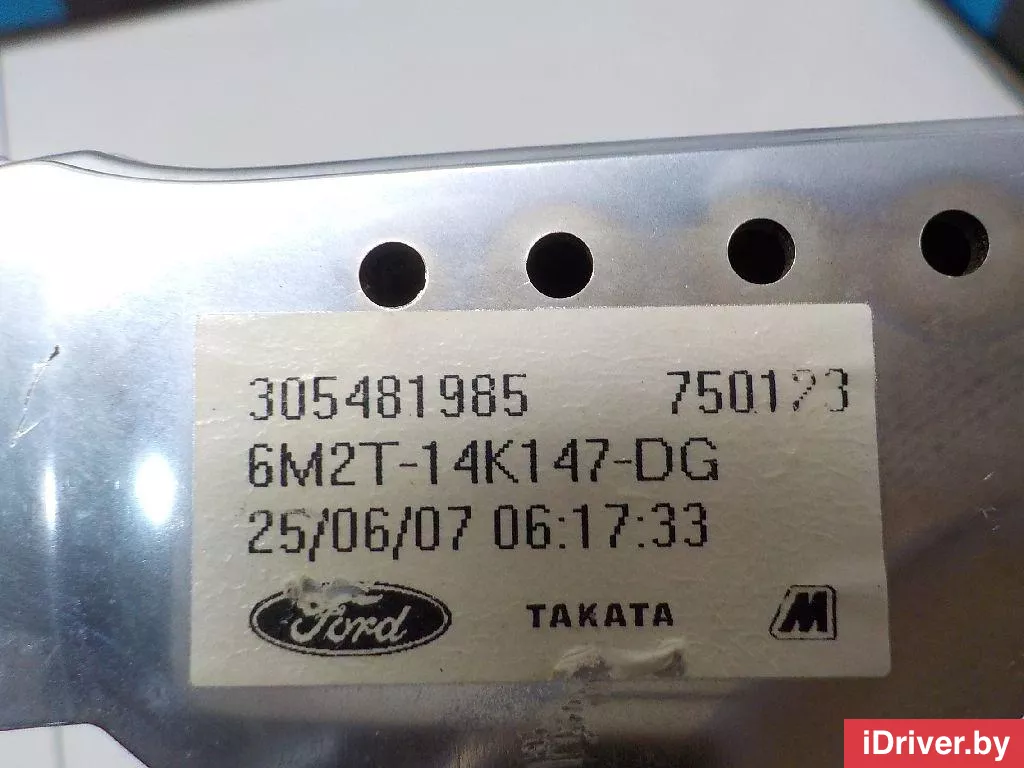 305481985 750123
6M2T-14K147-DG
25/06/07 06:17:33
Ford TAKATA M
iDriver.by